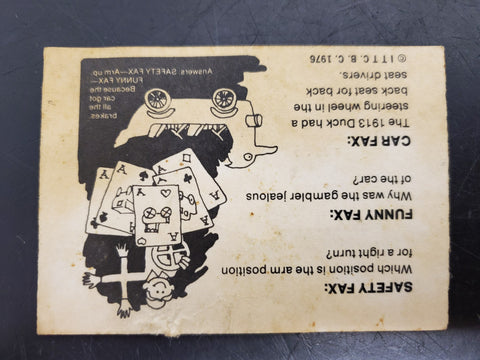 SAFETY FAX:
Which position is the arm position
for a right turn?
FUNNY FAX:
Why was the gambler jealous
of the car?
CAR FAX:
The 1913 Duck had a
steering wheel in the
back seat for back
seat drivers.
© I T T C. B. C. 1976
Answers: SAFETY FAX—Arm up.
FUNNY FAX—
Because the
car got
all the
brakes.